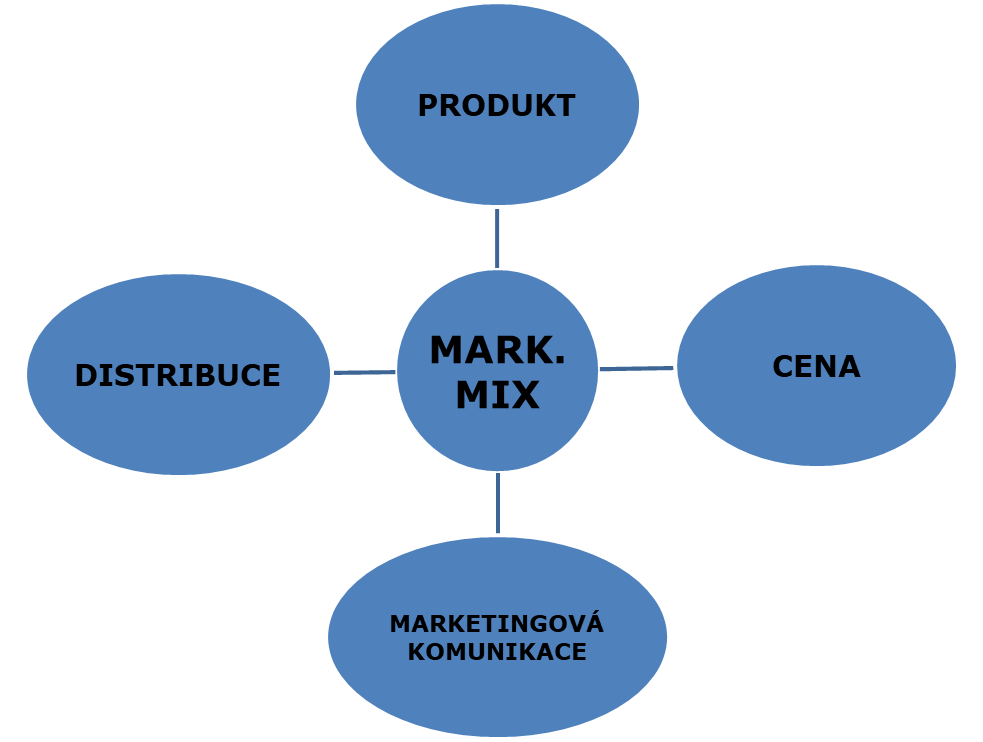 PRODUKT
DISTRIBUCE
MARK.
MIX
CENA
MARKETINGOVÁ
KOMUNIKACE